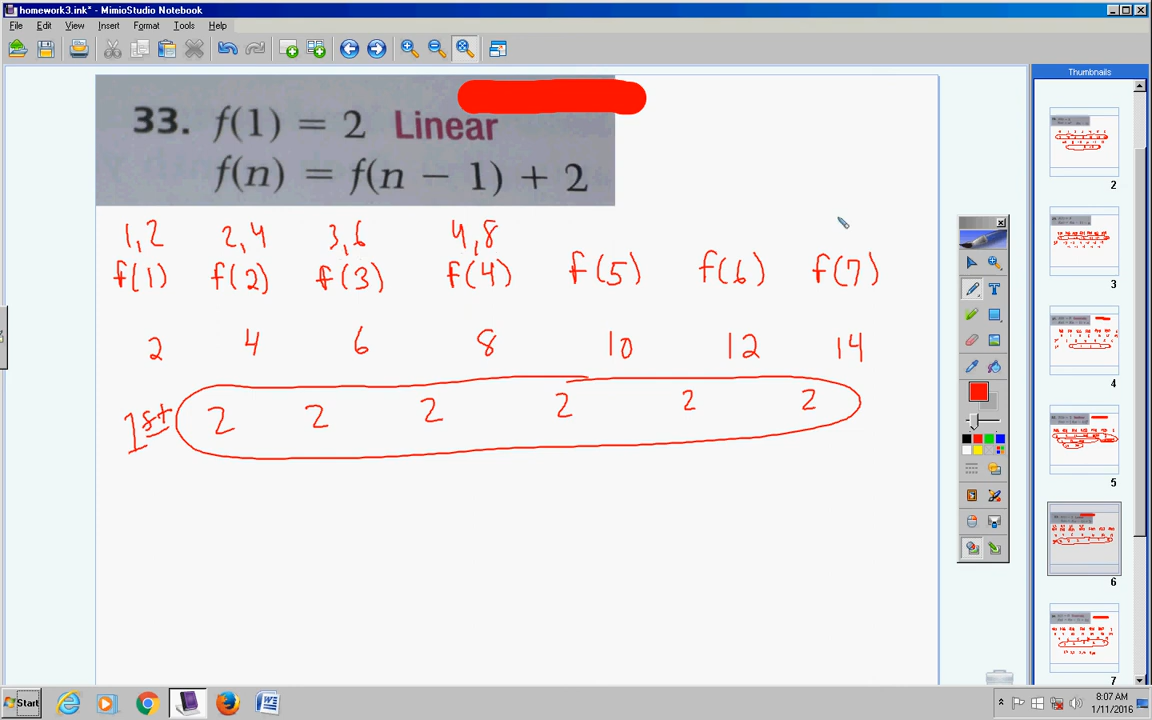 homework3.ink* - MimioStudio Notebook
File Edit View Insert Format Tools Help
Thumbnails
33. f(1) = 2 Linear
f(n) = f(n − 1) + 2
1,2 2,4 3,6 4,8
f(1) f(2) f(3) f(4) f(5) f(6) f(7)
2 4 6 8 10 12 14
1st 2 2 2 2 2 2
2
3
4
5
6
7
Start
8:07 AM
1/11/2016